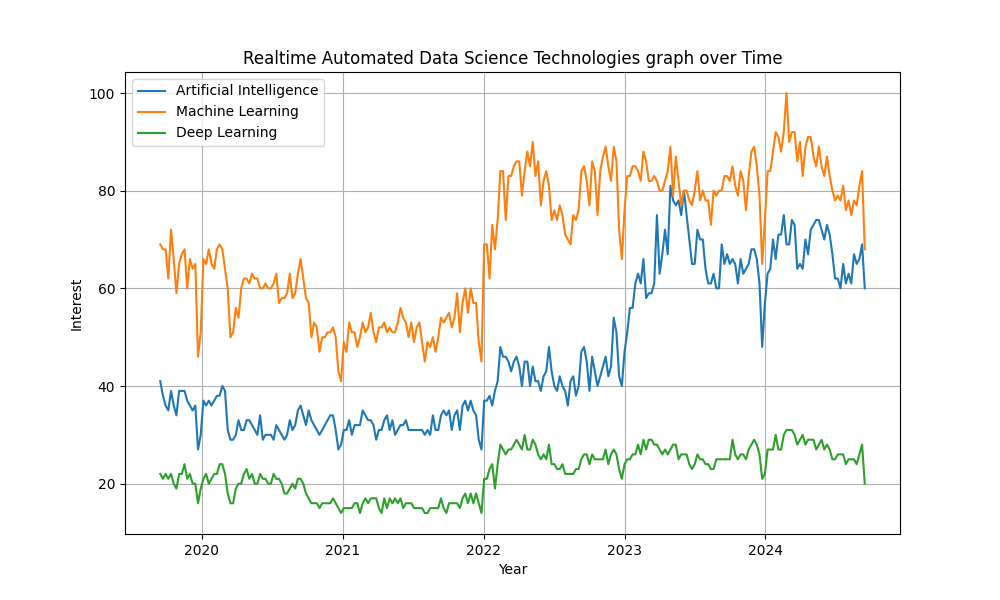 Realtime Automated Data Science Technologies graph over Time
Artificial Intelligence
Machine Learning
Deep Learning
100
80
60
40
20
Interest
2020 2021 2022 2023 2024
Year